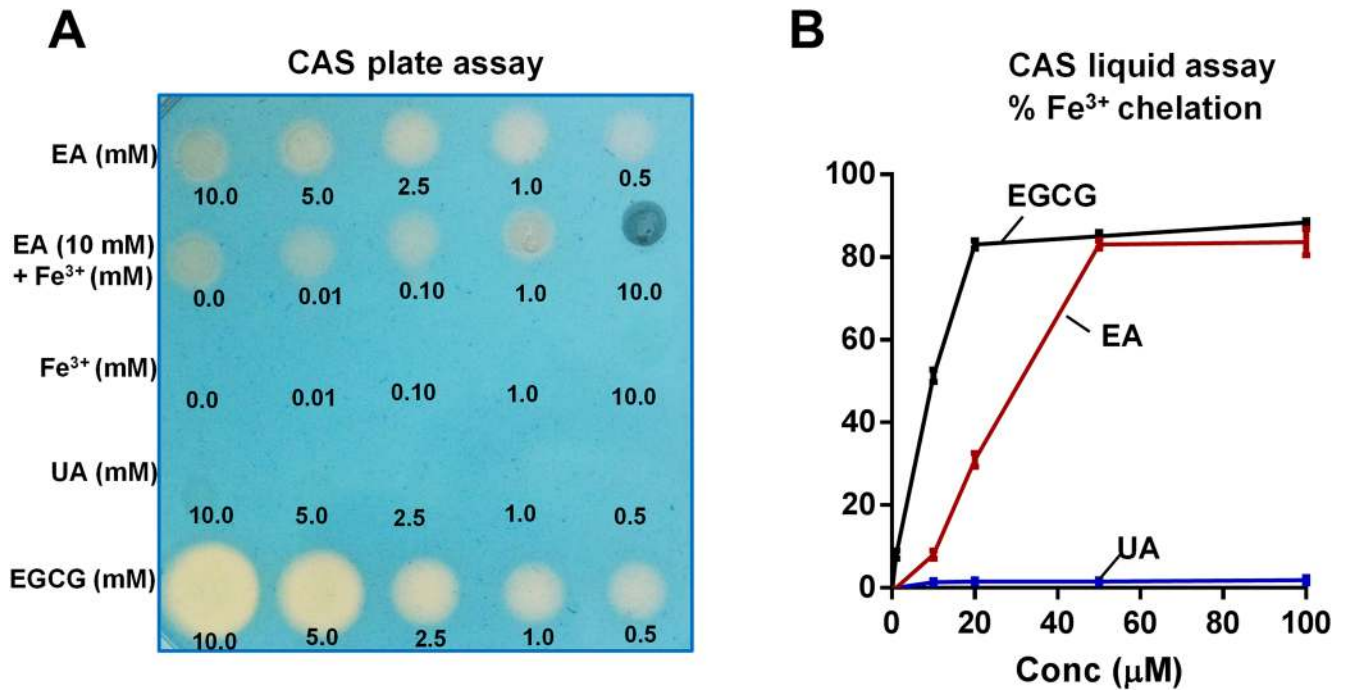 A
CAS plate assay
EA (mM)
10.0 5.0 2.5 1.0 0.5
EA (10 mM)
+ Fe³⁺ (mM)
0.0 0.01 0.10 1.0 10.0
Fe³⁺ (mM)
0.0 0.01 0.10 1.0 10.0
UA (mM)
10.0 5.0 2.5 1.0 0.5
EGCG (mM)
10.0 5.0 2.5 1.0 0.5
B
CAS liquid assay
% Fe³⁺ chelation
100
80
60
40
20
0
EGCG
EA
UA
0 20 40 60 80 100
Conc (μM)